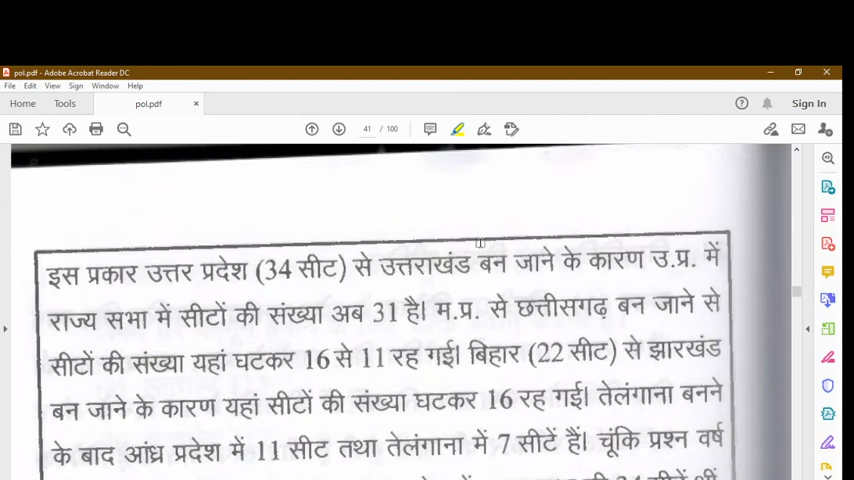 pol.pdf - Adobe Acrobat Reader DC
File Edit View Sign Window Help
Home Tools pol.pdf × Sign In
41 / 100
इस प्रकार उत्तर प्रदेश (34 सीट) से उत्तराखंड बन जाने के कारण उ.प्र. में
राज्य सभा में सीटों की संख्या अब 31 है। म.प्र. से छत्तीसगढ़ बन जाने से
सीटों की संख्या यहां घटकर 16 से 11 रह गई। बिहार (22 सीट) से झारखंड
बन जाने के कारण यहां सीटों की संख्या घटकर 16 रह गई। तेलंगाना बनने
के बाद आंध्र प्रदेश में 11 सीट तथा तेलंगाना में 7 सीटें हैं। चूंकि प्रश्न वर्ष